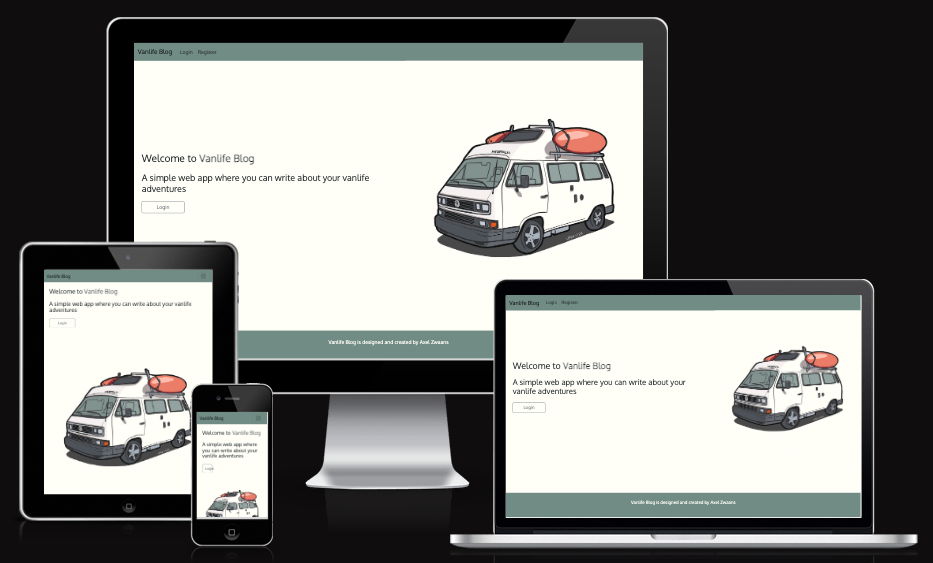 Vanlife Blog Login Register
Welcome to Vanlife Blog
A simple web app where you can write about your vanlife
adventures
Login
Vanlife Blog is designed and created by Axel Zwaans
Vanlife Blog
Welcome to Vanlife Blog
A simple web app where you can write about your vanlife
adventures
Login
Vanlife Blog
Welcome to Vanlife Blog
A simple web app where
you can write about your
vanlife adventures
Login
Vanlife Blog Login Register
Welcome to Vanlife Blog
A simple web app where you can write about your
vanlife adventures
Login
Vanlife Blog is designed and created by Axel Zwaans